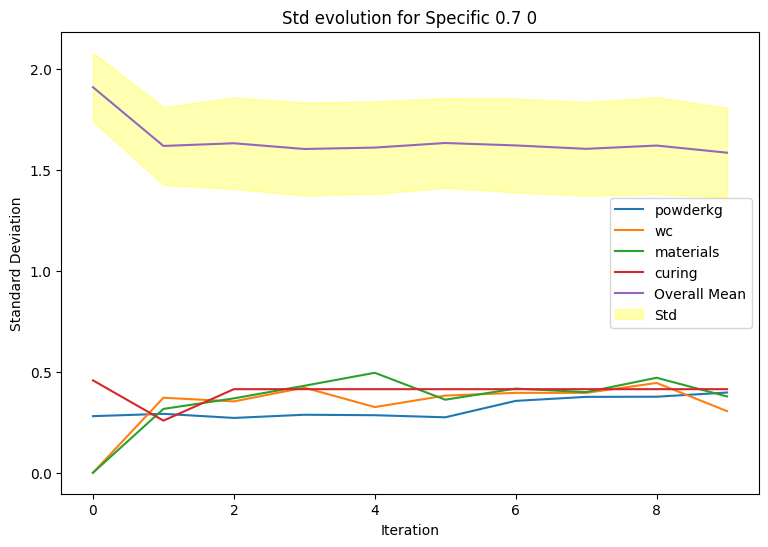 Std evolution for Specific 0.7 0
Standard Deviation
2.0
1.5
1.0
0.5
0.0
0
2
4
6
8
Iteration
powderkg
wc
materials
curing
Overall Mean
Std